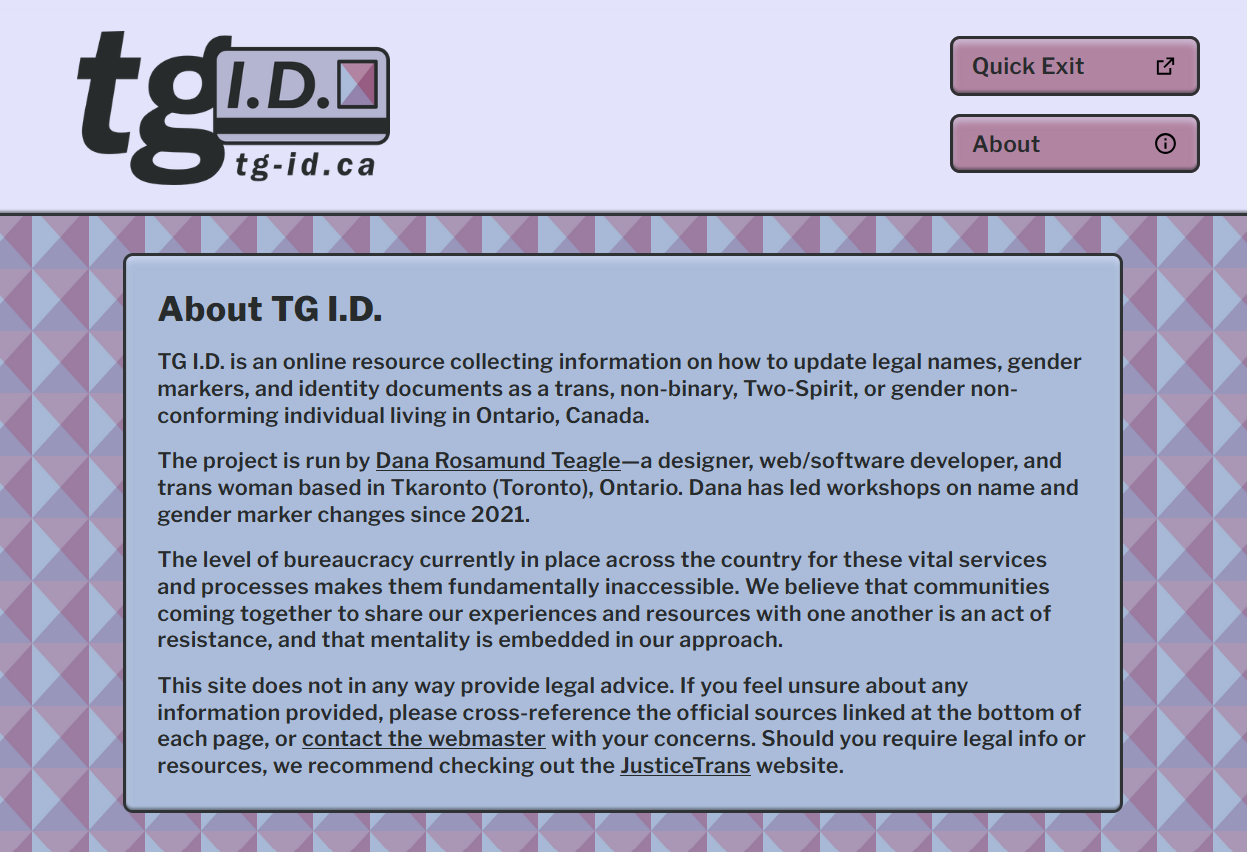 tg I.D.
tg-id.ca
Quick Exit
About
About TG I.D.
TG I.D. is an online resource collecting information on how to update legal names, gender
markers, and identity documents as a trans, non-binary, Two-Spirit, or gender non-
conforming individual living in Ontario, Canada.
The project is run by Dana Rosamund Teagle—a designer, web/software developer, and
trans woman based in Tkaronto (Toronto), Ontario. Dana has led workshops on name and
gender marker changes since 2021.
The level of bureaucracy currently in place across the country for these vital services
and processes makes them fundamentally inaccessible. We believe that communities
coming together to share our experiences and resources with one another is an act of
resistance, and that mentality is embedded in our approach.
This site does not in any way provide legal advice. If you feel unsure about any
information provided, please cross-reference the official sources linked at the bottom of
each page, or contact the webmaster with your concerns. Should you require legal info or
resources, we recommend checking out the JusticeTrans website.